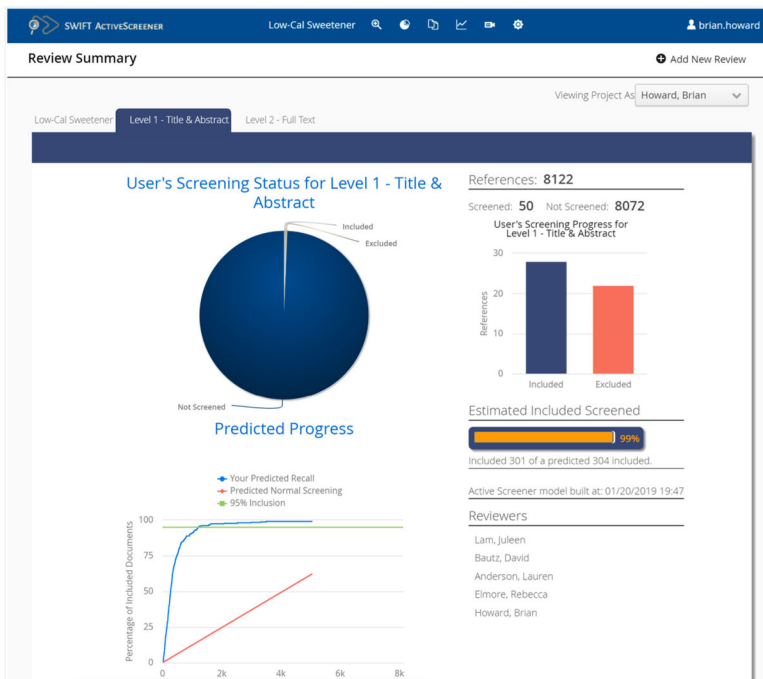 SWIFT ACTIVESCREENER
Low-Cal Sweetener
brian.howard
Review Summary
Add New Review
Viewing Project As Howard, Brian
Low-Cal Sweetener Level 1 - Title & Abstract Level 2 - Full Text
User's Screening Status for Level 1 - Title &
Abstract
Included
Excluded
Not Screened
References: 8122
Screened: 50 Not Screened: 8072
User's Screening Progress for
Level 1 - Title & Abstract
References
30
20
10
0
Included Excluded
Predicted Progress
Your Predicted Recall
Predicted Normal Screening
95% Inclusion
Percentage of Included Documents
100
75
50
25
0
0 2k 4k 6k 8k
Estimated Included Screened
99%
Included 301 of a predicted 304 included.
Active Screener model built at: 01/20/2019 19:47
Reviewers
Lam, Juleen
Bautz, David
Anderson, Lauren
Elmore, Rebecca
Howard, Brian